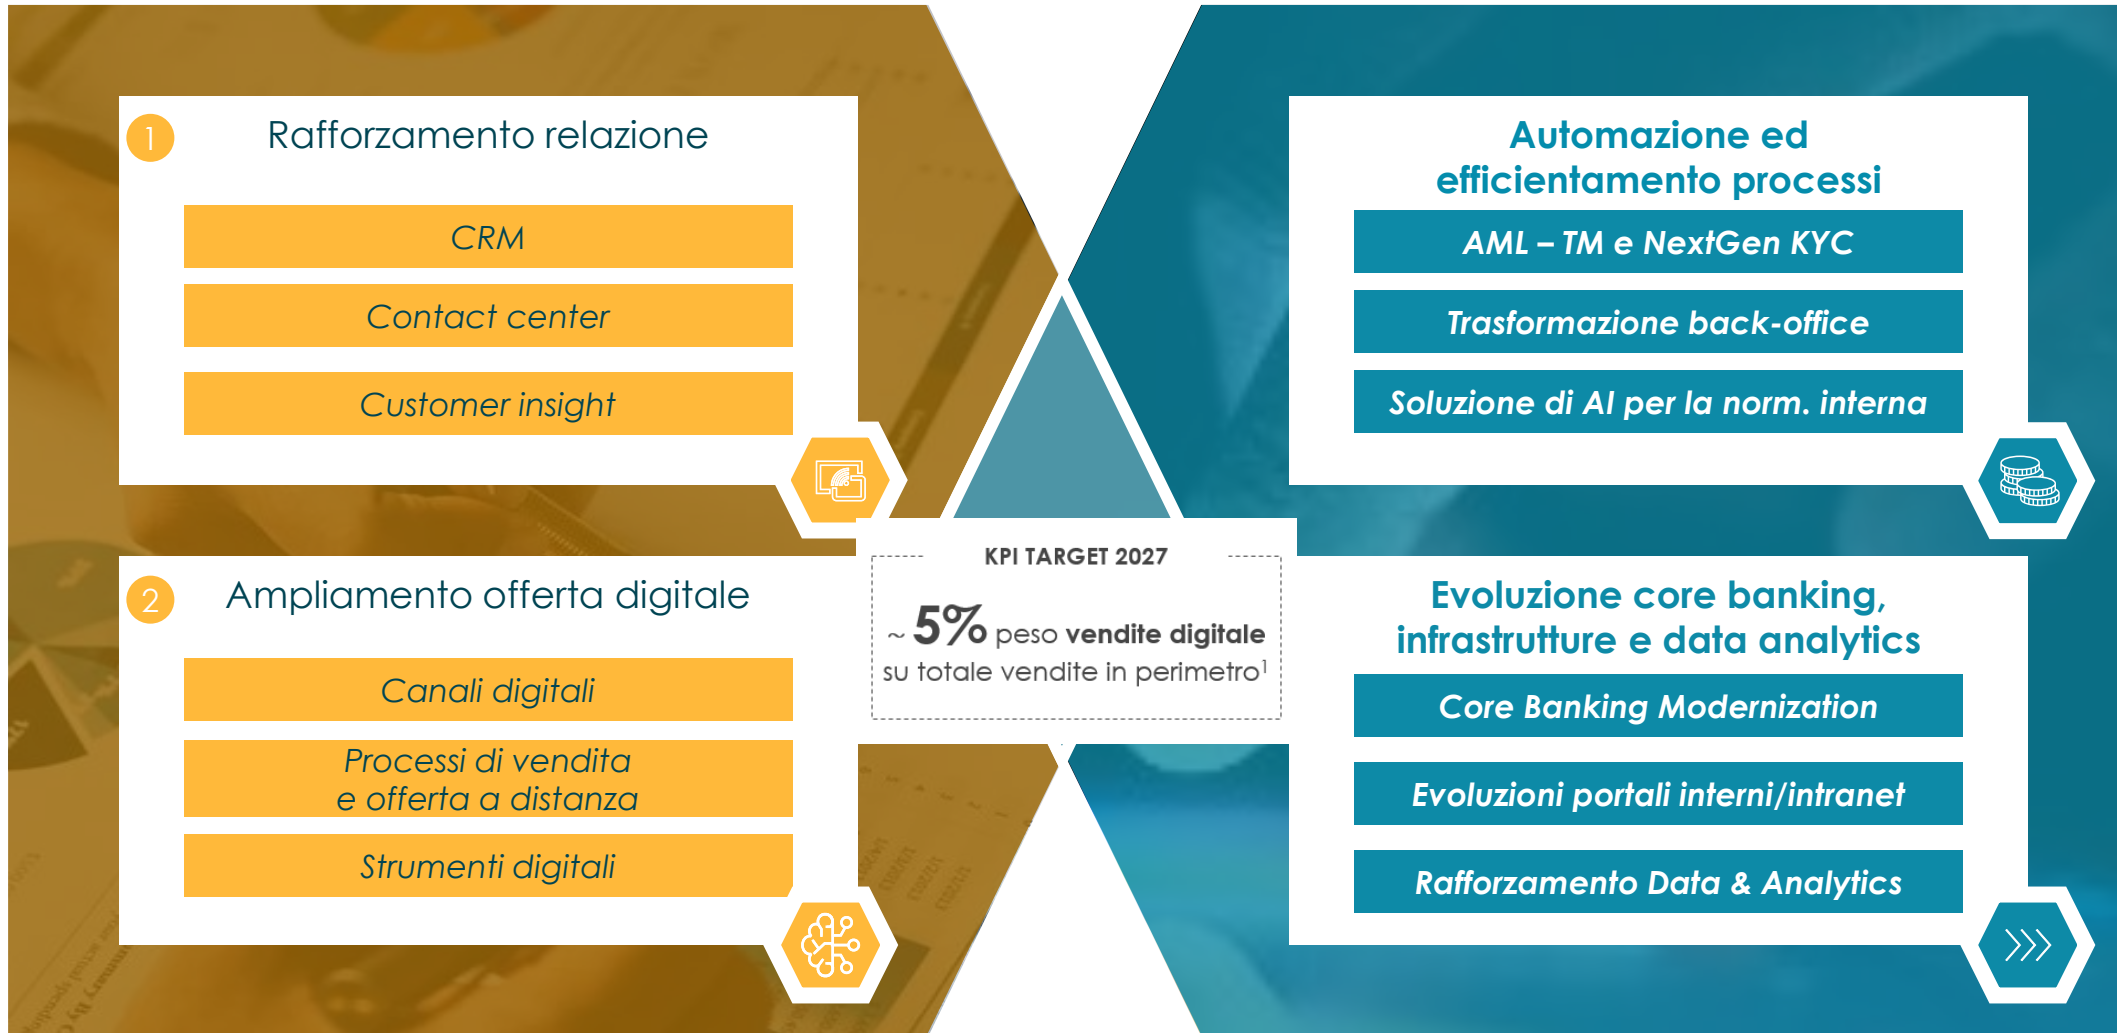 1
Rafforzamento relazione
CRM
Contact center
Customer insight
2
Ampliamento offerta digitale
Canali digitali
Processi di vendita
e offerta a distanza
Strumenti digitali
KPI TARGET 2027
~ 5% peso vendite digitale
su totale vendite in perimetro¹
Automazione ed
efficientamento processi
AML – TM e NextGen KYC
Trasformazione back-office
Soluzione di AI per la norm. interna
Evoluzione core banking,
infrastrutture e data analytics
Core Banking Modernization
Evoluzioni portali interni/intranet
Rafforzamento Data & Analytics